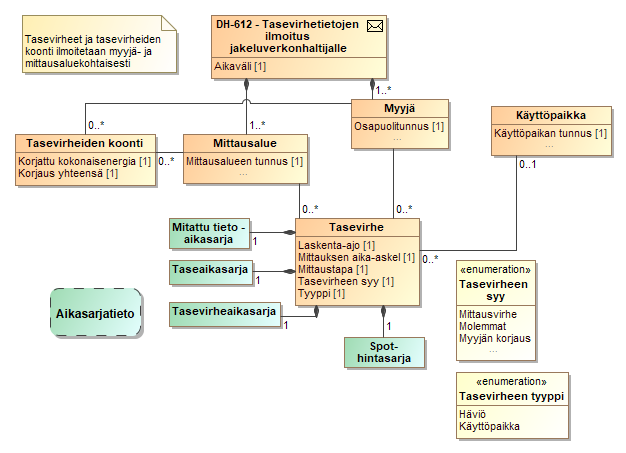 Tasevirheet ja tasevirheiden
koonti ilmoitetaan myyjä- ja
mittausaluekohtaisesti
DH-612 - Tasevirhetietojen
ilmoitus
jakeluverkonhaltijalle
Aikaväli [1]
1..*
0..*
1..*
Myyjä
Osapuolitunnus [1]
...
Käyttöpaikka
Käyttöpaikan tunnus [1]
...
Tasevirheiden koonti
Korjattu kokonaisenergia [1]
Korjaus yhteensä [1]
0..*
Mittausalue
Mittausalueen tunnus [1]
...
0..1
0..*
0..*
Mitattu tieto -
aikasarja
1
Tasevirhe
Laskenta-ajo [1]
Mittauksen aika-askel [1]
Mittaustapa [1]
Tasevirheen syy [1]
Tyyppi [1]
0..*
Taseaikasarja
1
Tasevirheaikasarja
1
Aikasarjatieto
1
Spot-
hintasarja
«enumeration»
Tasevirheen
syy
Mittausvirhe
Molemmat
Myyjän korjaus
...
«enumeration»
Tasevirheen tyyppi
Häviö
Käyttöpaikka